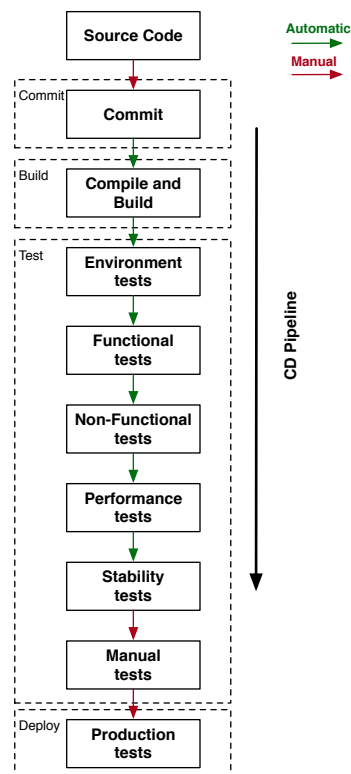 Source Code
Automatic
Manual
Commit
Commit
Build
Compile and
Build
Test
Environment
tests
Functional
tests
Non-Functional
tests
Performance
tests
Stability
tests
Manual
tests
CD Pipeline
Deploy
Production
tests